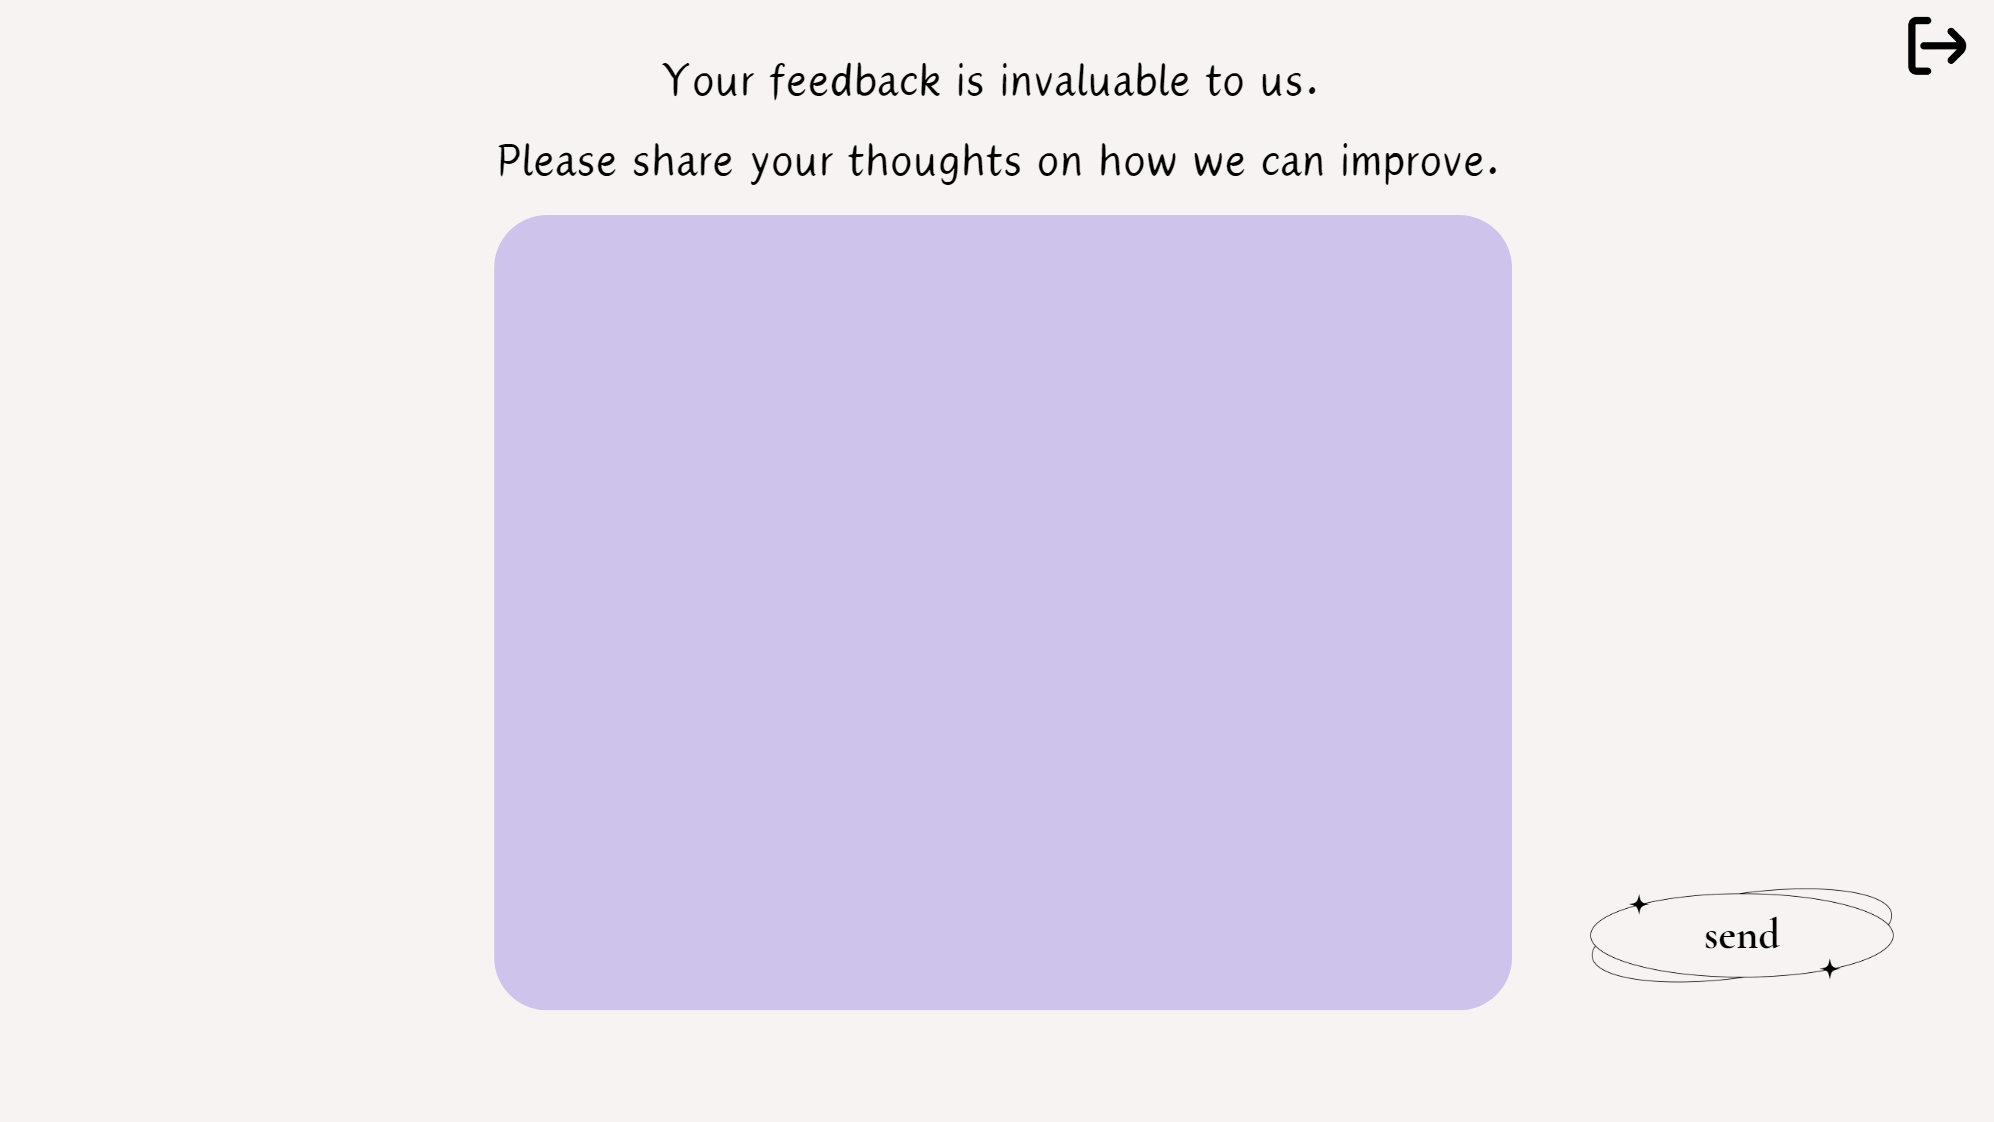 Your feedback is invaluable to us.
Please share your thoughts on how we can improve.
send